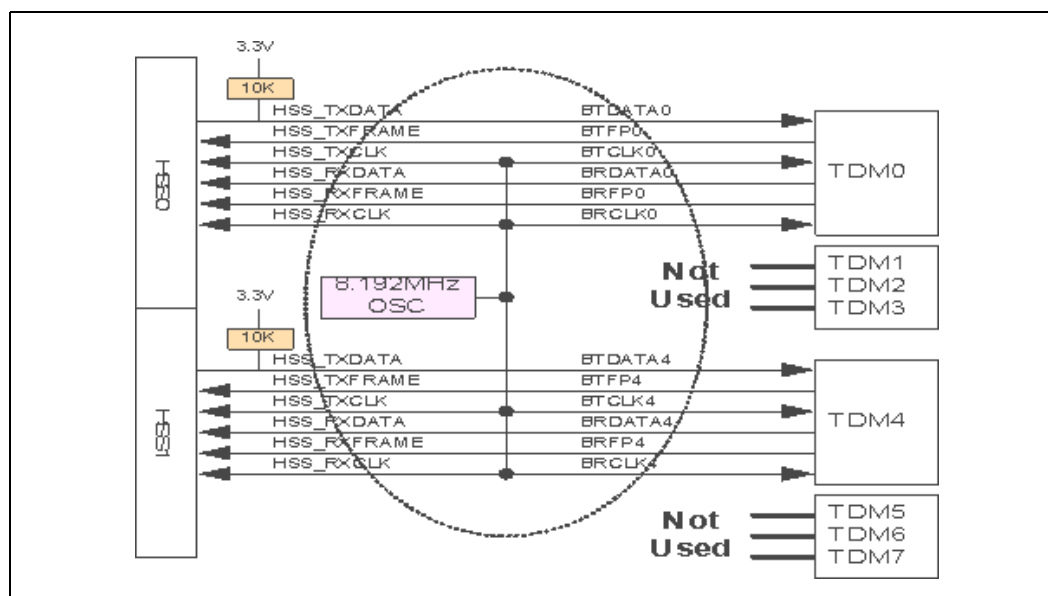 3.3V
10K
HSS_TXDATA BTDATA0
HSS_TXFRAME BTFP0
HSS_TXCLK BTCLK0
HSS_RXDATA BRDATA0
HSS_RXFRAME BRFP0
HSS_RXCLK BRCLK0
HSS0
TDM0
Not
Used
TDM1
TDM2
TDM3
8.192MHz
OSC
3.3V
10K
HSS_TXDATA BTDATA4
HSS_TXFRAME BTFP4
HSS_TXCLK BTCLK4
HSS_RXDATA BRDATA4
HSS_RXFRAME BRFP4
HSS_RXCLK BRCLK4
HSS1
TDM4
Not
Used
TDM5
TDM6
TDM7